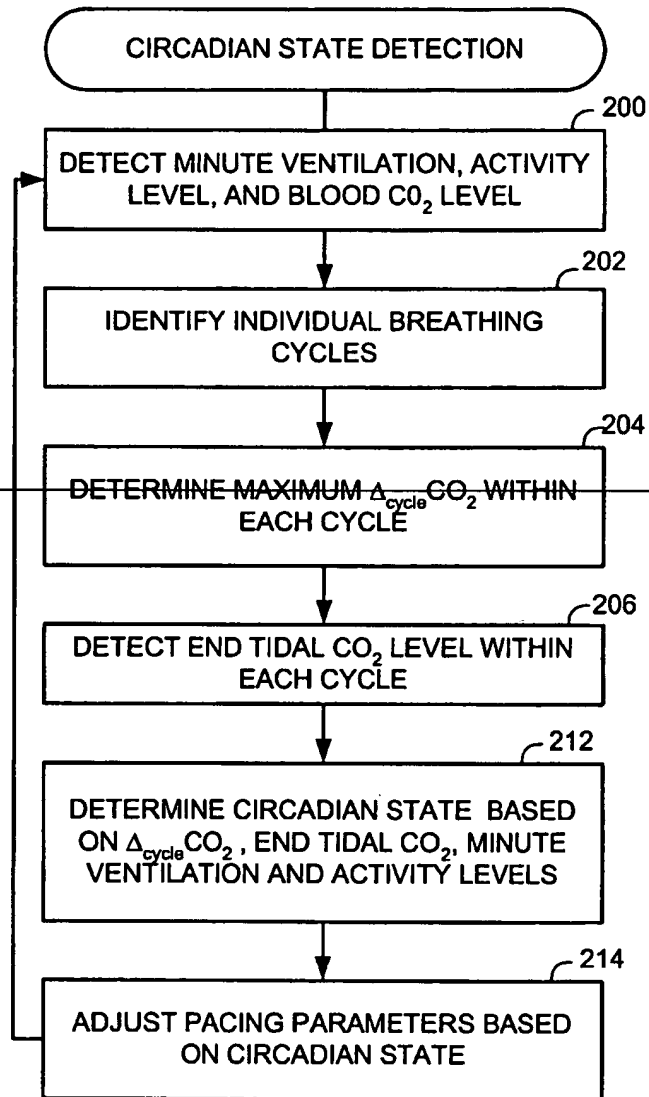 CIRCADIAN STATE DETECTION
200
DETECT MINUTE VENTILATION, ACTIVITY
LEVEL, AND BLOOD C0₂ LEVEL
202
IDENTIFY INDIVIDUAL BREATHING
CYCLES
204
DETERMINE MAXIMUM Δcycle CO₂ WITHIN
EACH CYCLE
206
DETECT END TIDAL CO₂ LEVEL WITHIN
EACH CYCLE
212
DETERMINE CIRCADIAN STATE BASED
ON Δcycle CO₂ , END TIDAL CO₂, MINUTE
VENTILATION AND ACTIVITY LEVELS
214
ADJUST PACING PARAMETERS BASED
ON CIRCADIAN STATE